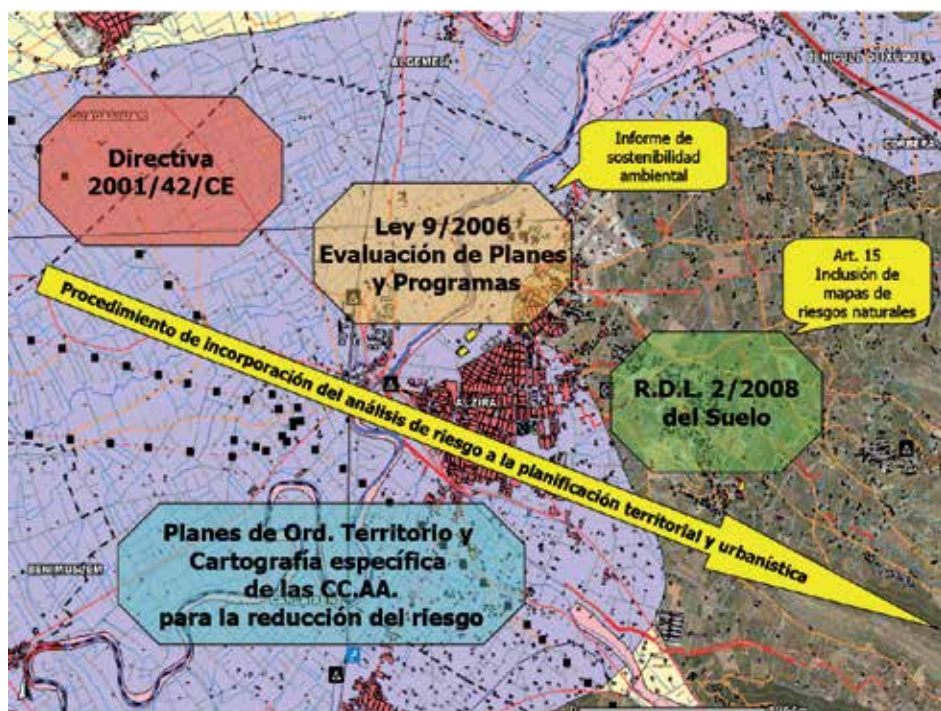 ALGEMESÍ
Directiva
2001/42/CE
Informe de
sostenibilidad
ambiental
Ley 9/2006
Evaluación de Planes
y Programas
Art. 15
Inclusión de
mapas de
riesgos naturales
Procedimiento de incorporación del análisis de riesgo a la planificación territorial y urbanística
R.D.L. 2/2008
del Suelo
ALZIRA
Planes de Ord. Territorio y
Cartografía específica
de las CC.AA.
para la reducción del riesgo
BENIMUSLEM